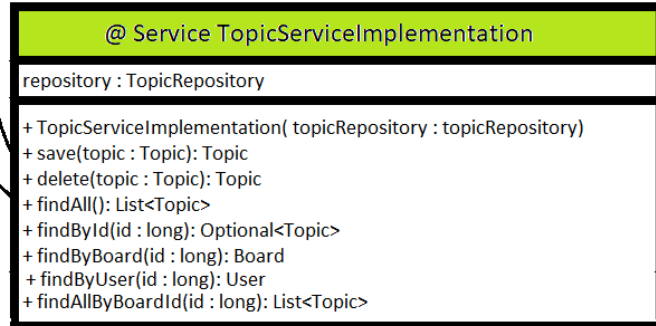 @ Service TopicServiceImplementation
repository : TopicRepository
+ TopicServiceImplementation( topicRepository : topicRepository)
+ save(topic : Topic): Topic
+ delete(topic : Topic): Topic
+ findAll(): List<Topic>
+ findById(id : long): Optional<Topic>
+ findByBoard(id : long): Board
+ findByUser(id : long): User
+ findAllByBoardId(id : long): List<Topic>